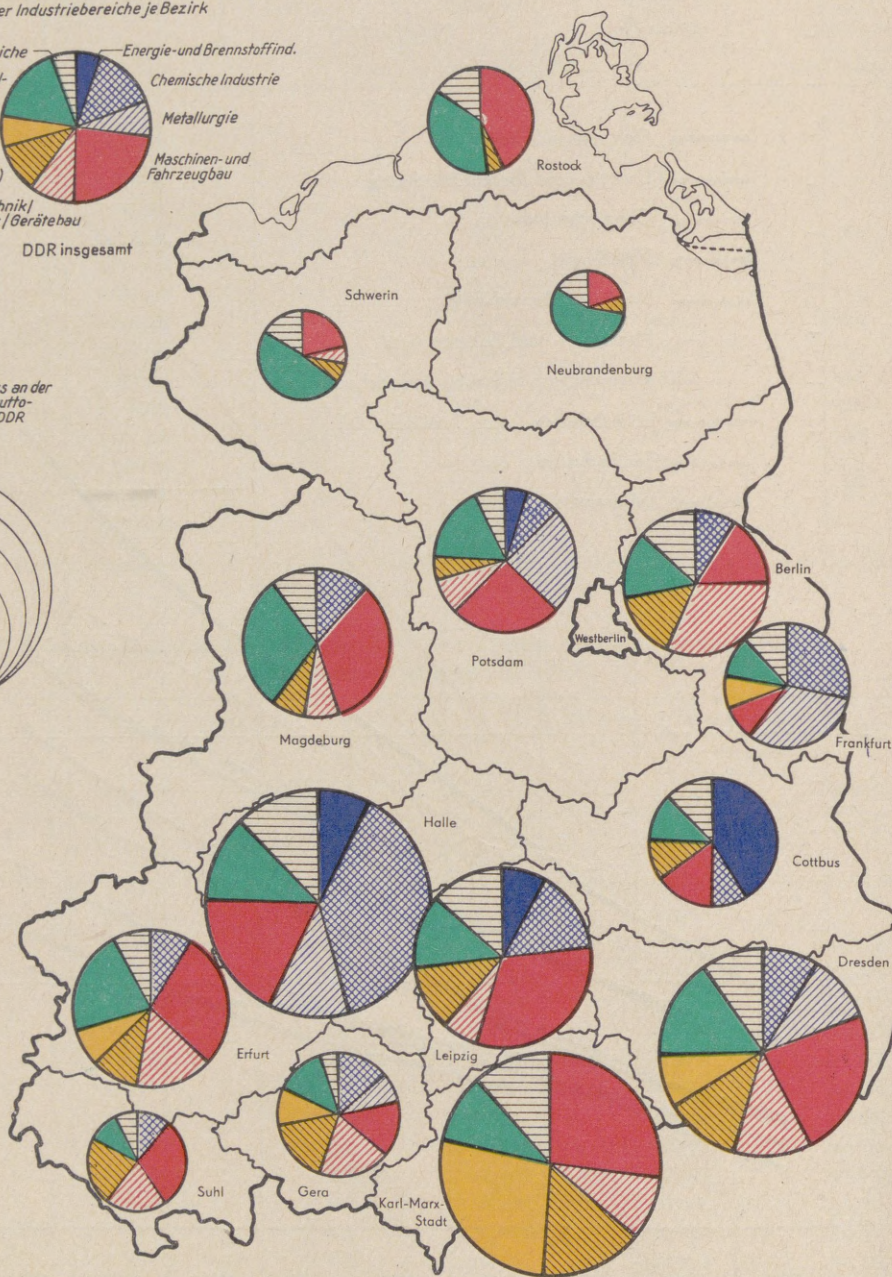 er Industriebereiche je Bezirk
iche
Energie-und Brennstoffind.
l-
Chemische Industrie
Metallurgie
Maschinen- und
Fahrzeugbau
)
hnik/
s/Gerätebau
DDR insgesamt
Rostock
Schwerin
Neubrandenburg
s an der
utto-
DDR
Berlin
Westberlin
Potsdam
Magdeburg
Frankfurt
Halle
Cottbus
Dresden
Erfurt
Leipzig
Suhl
Gera
Karl-Marx-
Stadt